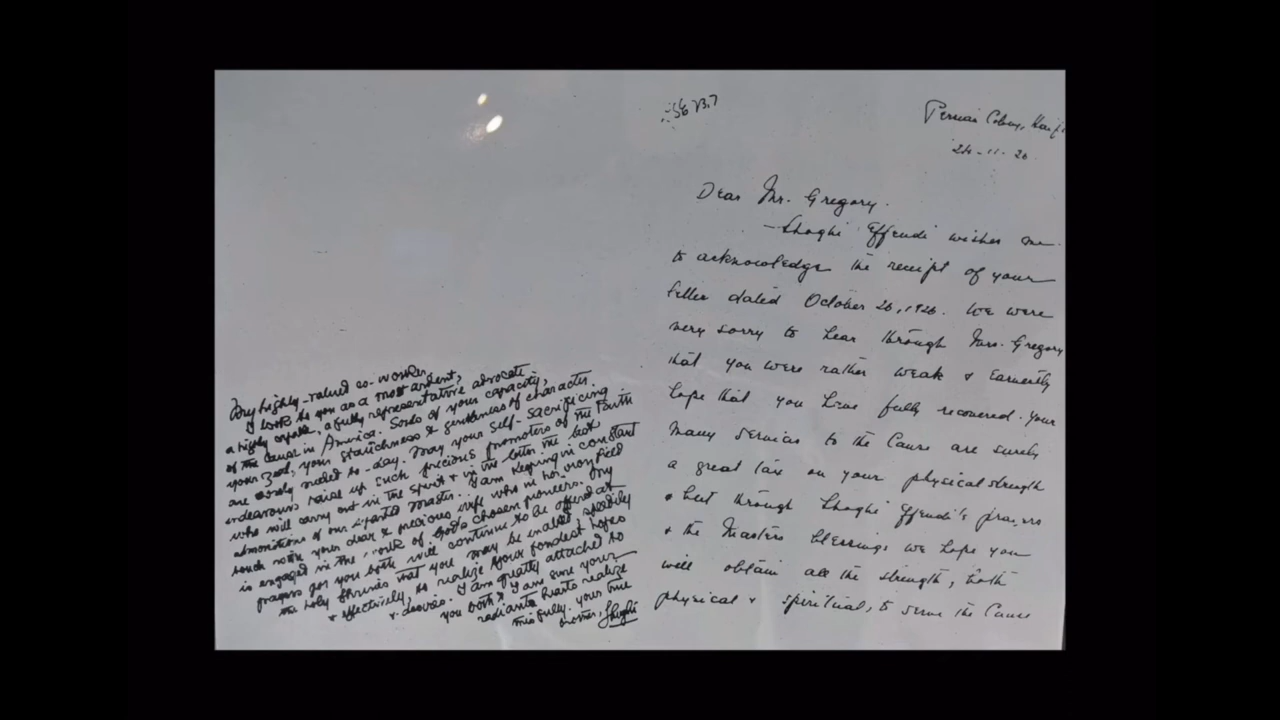 Persian Colony, Haif
24-11-26.
Dear Mr. Gregory.
-Shoghi Effendi wishes me
to acknowledge the receipt of your
letter dated October 26, 1926. We were
very sorry to hear through Mrs. Gregory
that you were rather weak & earnestly
hope that you have fully recovered. Your
many services to the Cause are surely
a great tax on your physical strength
but through Shoghi Effendi's prayers
& the Master's blessings we hope you
will obtain all the strength, both
physical & spiritual, to serve the Cause
My highly-valued co-worker,
I look to you as a most ardent,
a highly capable, a fully representative advocate
of the Cause in America. Souls of your capacity,
your zeal, your staunchness & gentleness of character
are sorely needed to-day. May your self-sacrificing
endeavours raise up such precious promoters of the Faith
who will carry out in the spirit & in the letter the last
admonitions of our departed Master. I am keeping in constant
touch with your dear & precious wife who in her own field
is engaged in the work of God's chosen pioneers. My
prayers for you both will continue to be offered at
the holy Shrines that you may be enabled, speedily
& effectively, to realize your fondest hopes
& desires. I am greatly attached to
you both & I am sure your
radiant hearts realize
this fully. Your true
brother, Shoghi